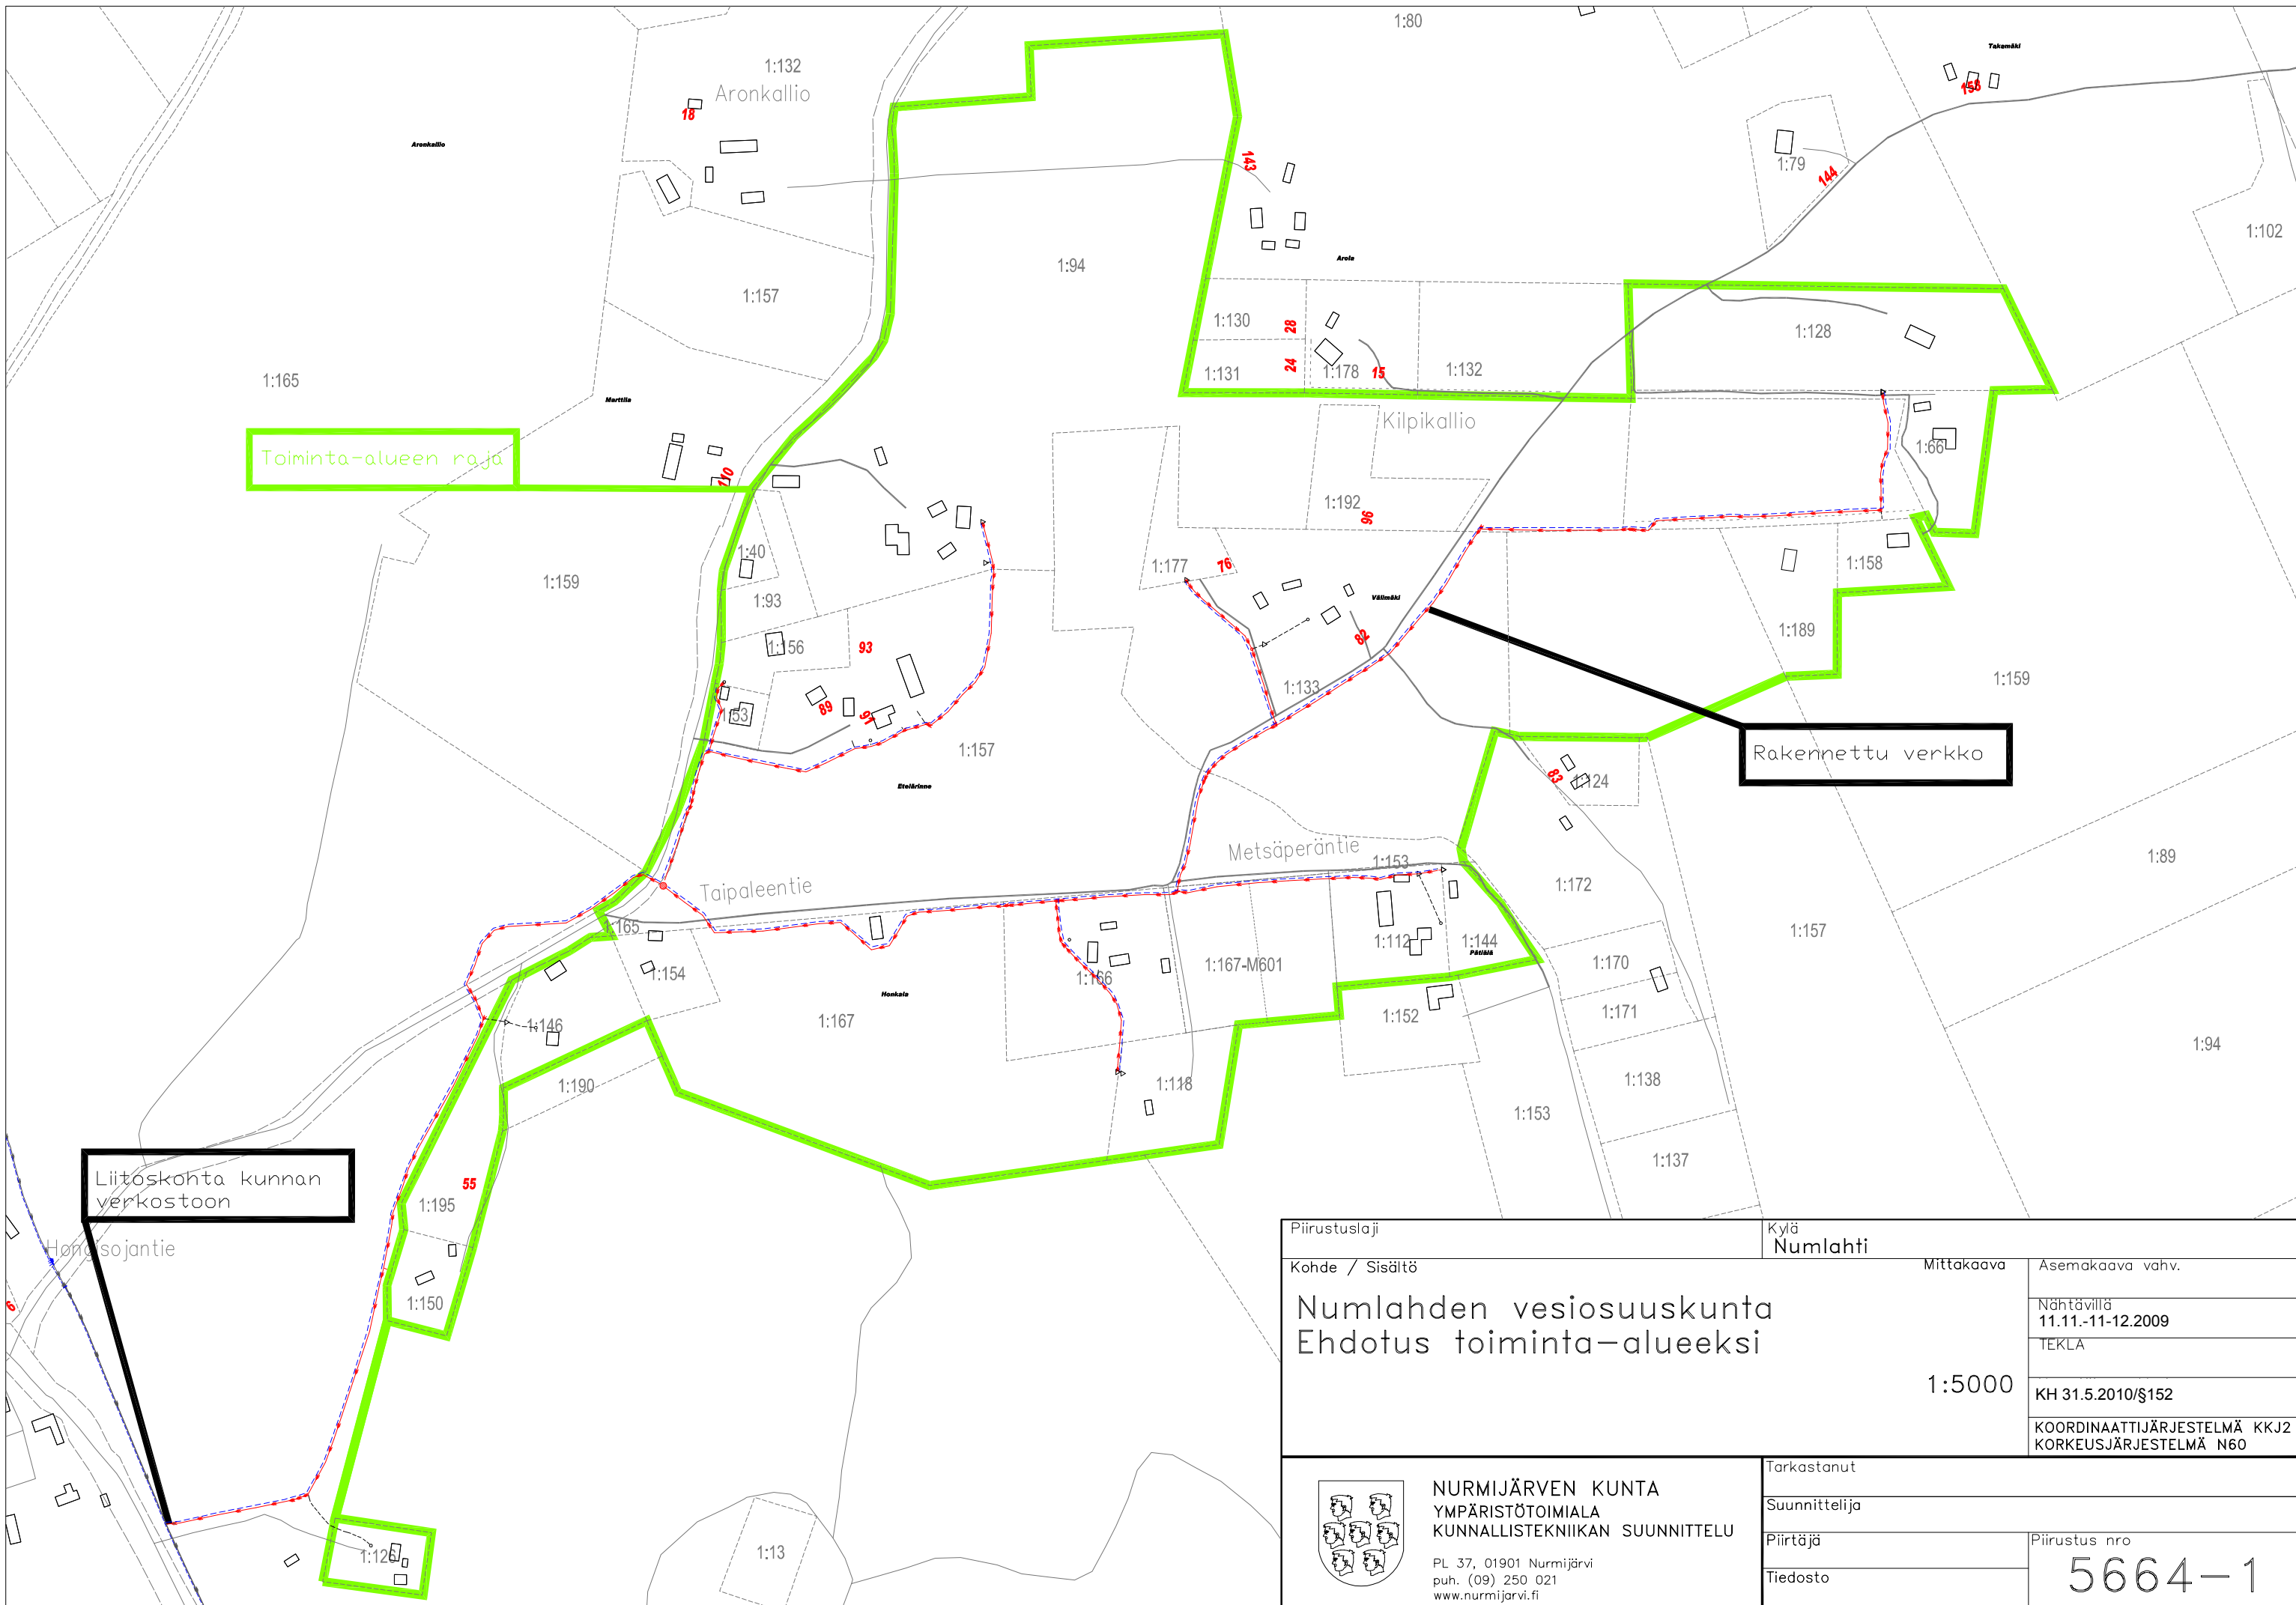 1:80
Takamäki
1:132
Aronkallio
18
158
Aronkallio
143
1:79
144
1:102
Arola
1:94
1:157
1:130
28
1:128
1:165
1:131
24
1:178
15
1:132
Marttila
Kilpikallio
Toiminta-alueen raja
110
1:66
1:192
96
1:40
1:177
76
1:158
1:159
1:93
Välimäki
1:156
93
82
1:189
1:133
1:159
1:53
89
91
1:157
Rakennettu verkko
83
1:124
Etelärinne
Metsäperäntie
1:153
1:89
Taipaleentie
1:172
1:165
1:112
1:144
1:157
Pätiälä
1:154
1:166
1:167-M601
1:170
Honkala
1:146
1:167
1:152
1:171
1:94
1:190
1:118
1:138
1:153
1:137
Liitoskohta kunnan
verkostoon
55
1:195
Hongisojantie
6
1:150
1:126
1:13
Piirustuslaji
Kylä
Numlahti
Kohde / Sisältö
Mittakaava
Asemakaava vahv.
Numlahden vesiosuuskunta
Ehdotus toiminta-alueeksi
1:5000
Nähtävillä
11.11.-11-12.2009
TEKLA
KH 31.5.2010/§152
KOORDINAATTIJÄRJESTELMÄ KKJ2
KORKEUSJÄRJESTELMÄ N60
NURMIJÄRVEN KUNTA
YMPÄRISTÖTOIMIALA
KUNNALLISTEKNIIKAN SUUNNITTELU
PL 37, 01901 Nurmijärvi
puh. (09) 250 021
www.nurmijarvi.fi
Tarkastanut
Suunnittelija
Piirtäjä
Tiedosto
Piirustus nro
5664-1